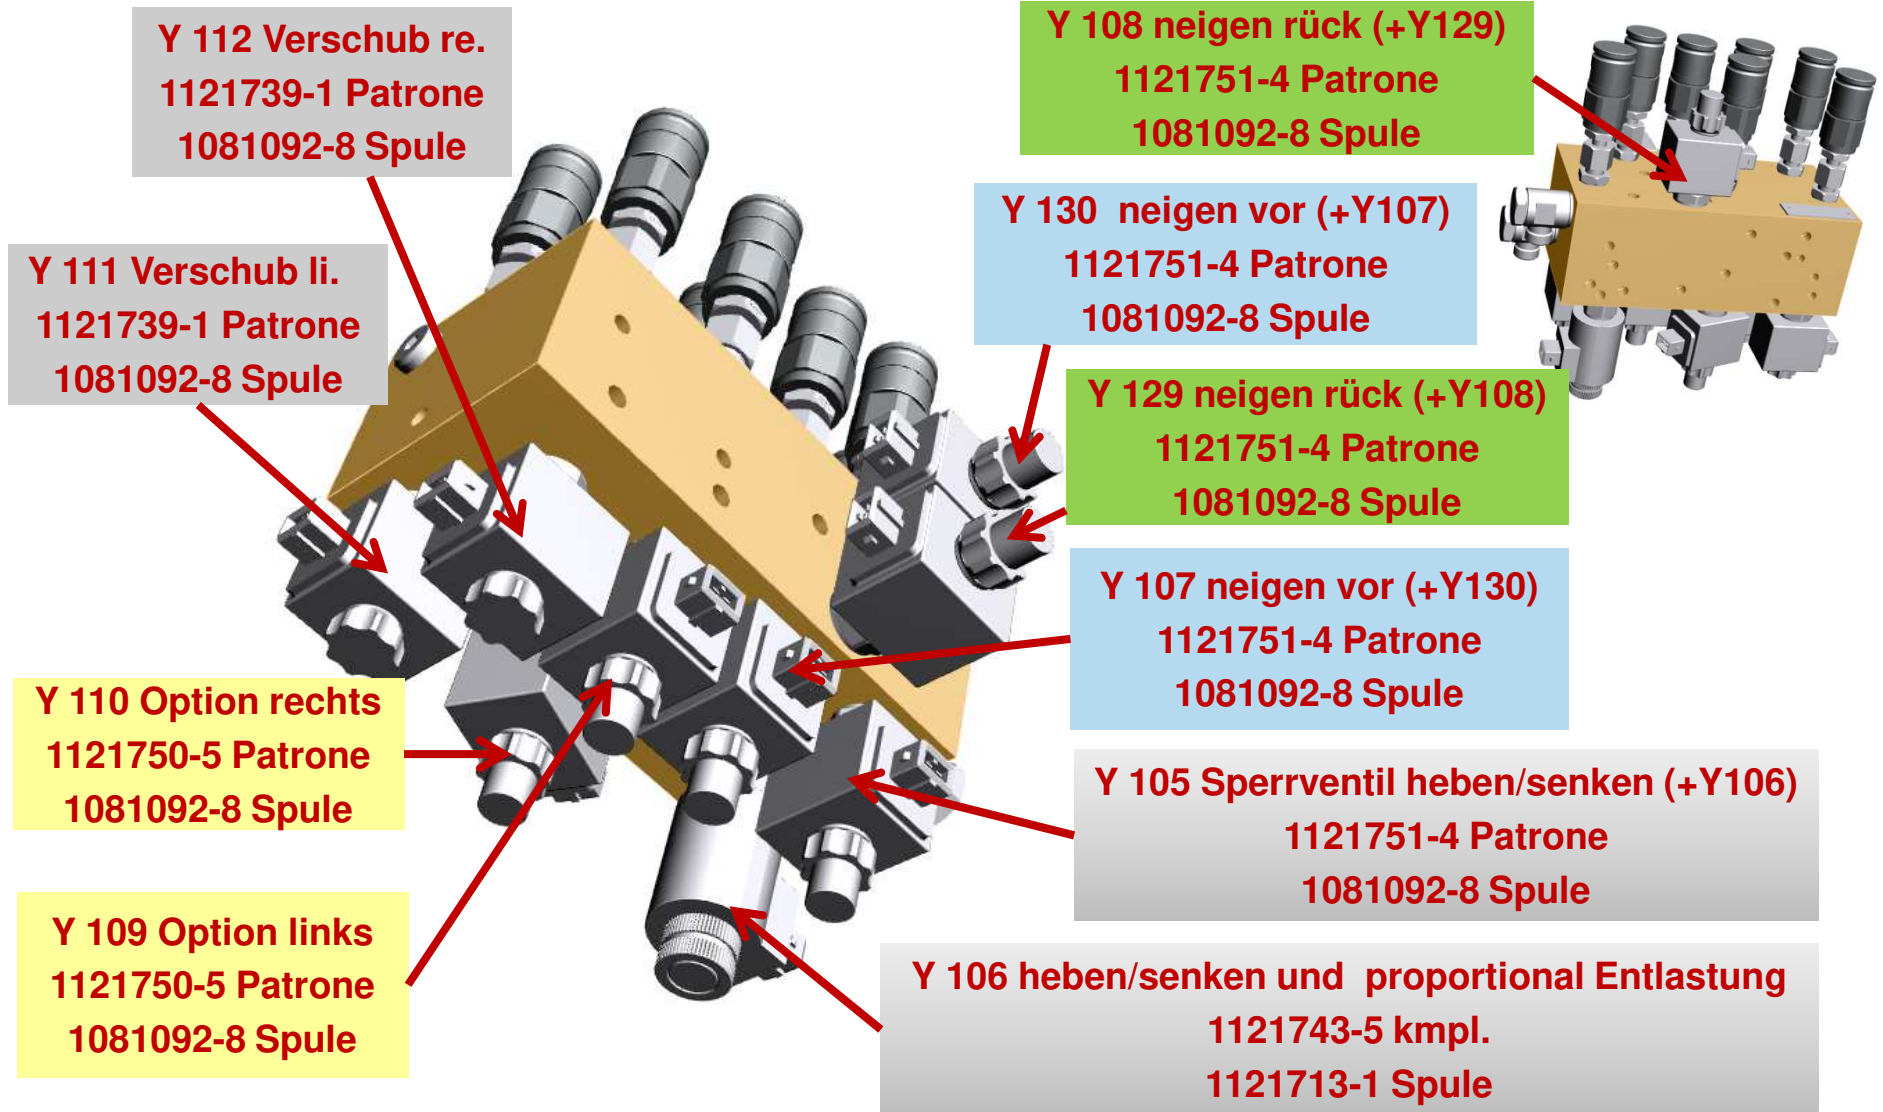 Y 112 Verschub re.
1121739-1 Patrone
1081092-8 Spule
Y 111 Verschub li.
1121739-1 Patrone
1081092-8 Spule
Y 110 Option rechts
1121750-5 Patrone
1081092-8 Spule
Y 109 Option links
1121750-5 Patrone
1081092-8 Spule
Y 108 neigen rück (+Y129)
1121751-4 Patrone
1081092-8 Spule
Y 130 neigen vor (+Y107)
1121751-4 Patrone
1081092-8 Spule
Y 129 neigen rück (+Y108)
1121751-4 Patrone
1081092-8 Spule
Y 107 neigen vor (+Y130)
1121751-4 Patrone
1081092-8 Spule
Y 105 Sperrventil heben/senken (+Y106)
1121751-4 Patrone
1081092-8 Spule
Y 106 heben/senken und proportional Entlastung
1121743-5 kmpl.
1121713-1 Spule